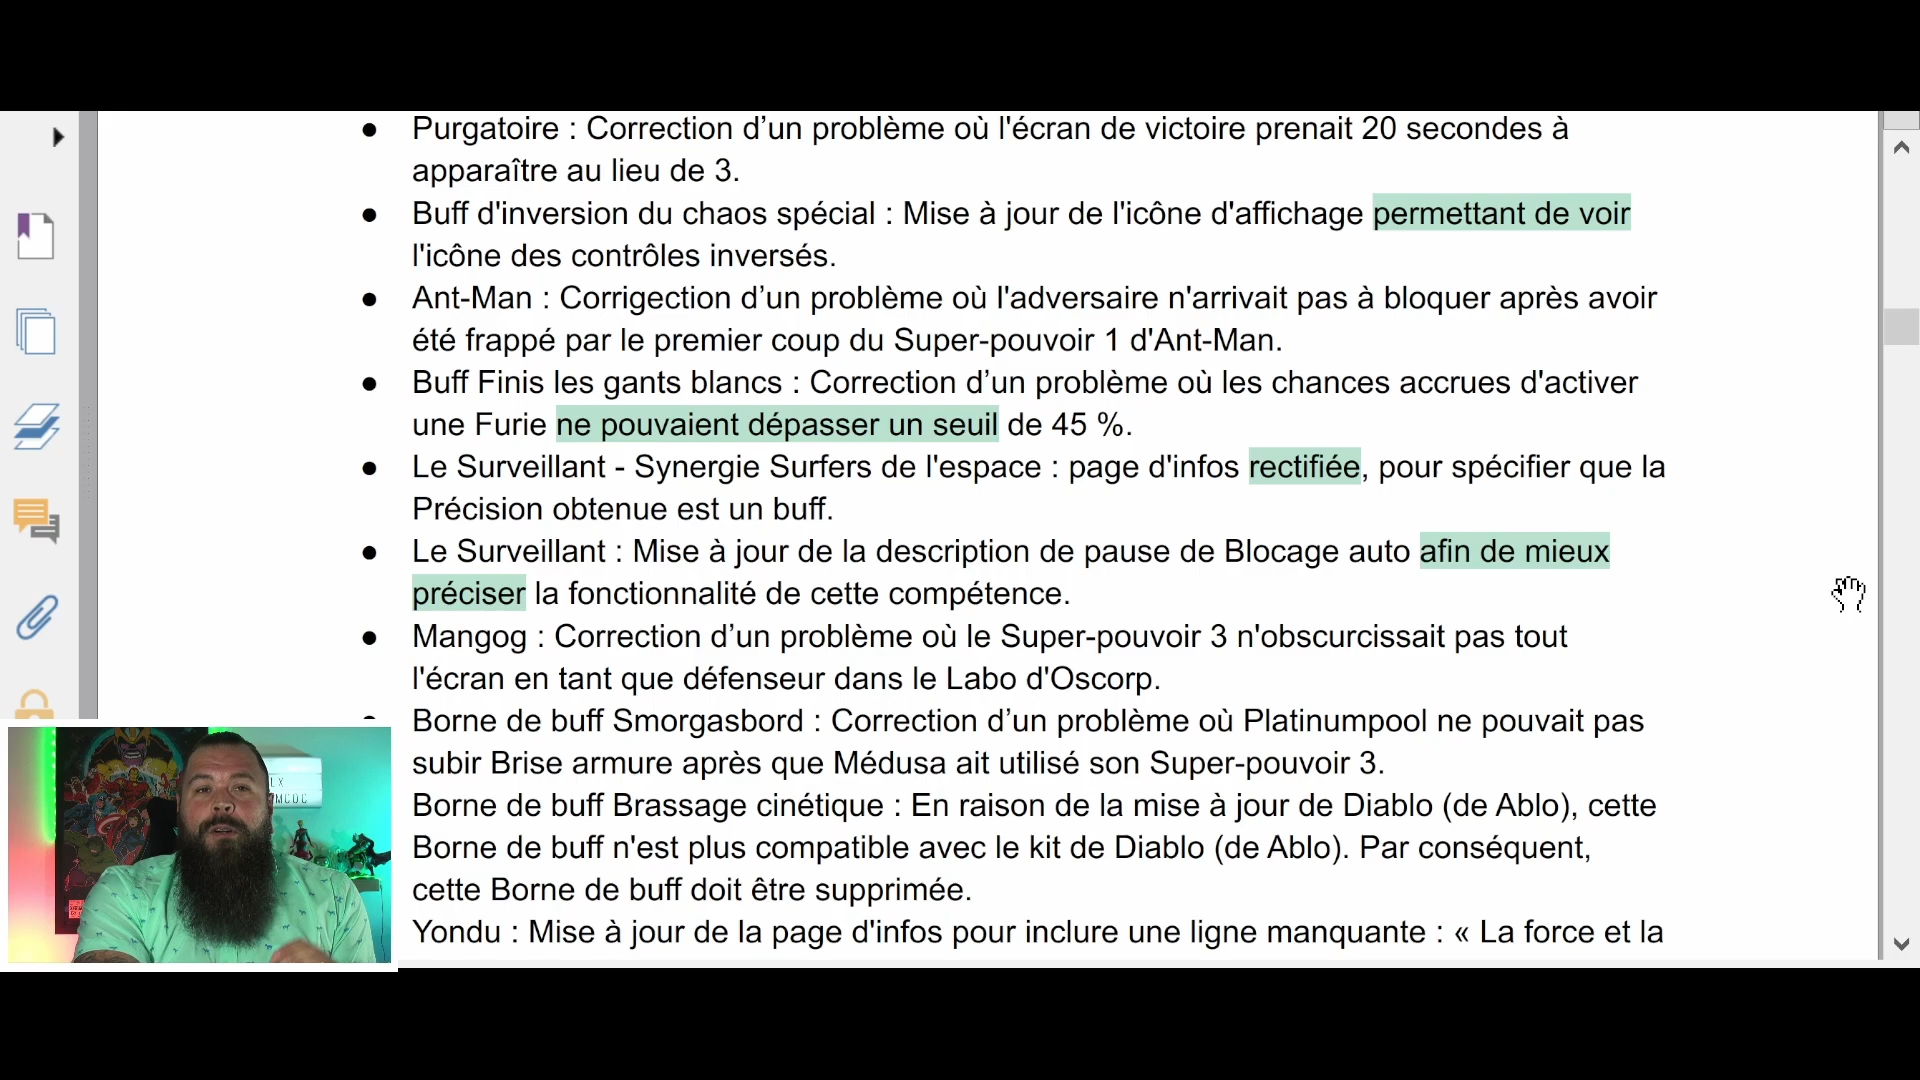 Purgatoire : Correction d’un problème où l'écran de victoire prenait 20 secondes à
apparaître au lieu de 3.
Buff d'inversion du chaos spécial : Mise à jour de l'icône d'affichage permettant de voir
l'icône des contrôles inversés.
Ant-Man : Corrigection d’un problème où l'adversaire n'arrivait pas à bloquer après avoir
été frappé par le premier coup du Super-pouvoir 1 d'Ant-Man.
Buff Finis les gants blancs : Correction d’un problème où les chances accrues d'activer
une Furie ne pouvaient dépasser un seuil de 45 %.
Le Surveillant - Synergie Surfers de l'espace : page d'infos rectifiée, pour spécifier que la
Précision obtenue est un buff.
Le Surveillant : Mise à jour de la description de pause de Blocage auto afin de mieux
préciser la fonctionnalité de cette compétence.
Mangog : Correction d’un problème où le Super-pouvoir 3 n'obscurcissait pas tout
l'écran en tant que défenseur dans le Labo d'Oscorp.
Borne de buff Smorgasbord : Correction d’un problème où Platinumpool ne pouvait pas
subir Brise armure après que Médusa ait utilisé son Super-pouvoir 3.
Borne de buff Brassage cinétique : En raison de la mise à jour de Diablo (de Ablo), cette
Borne de buff n'est plus compatible avec le kit de Diablo (de Ablo). Par conséquent,
cette Borne de buff doit être supprimée.
Yondu : Mise à jour de la page d'infos pour inclure une ligne manquante : « La force et la
LX
MCOC